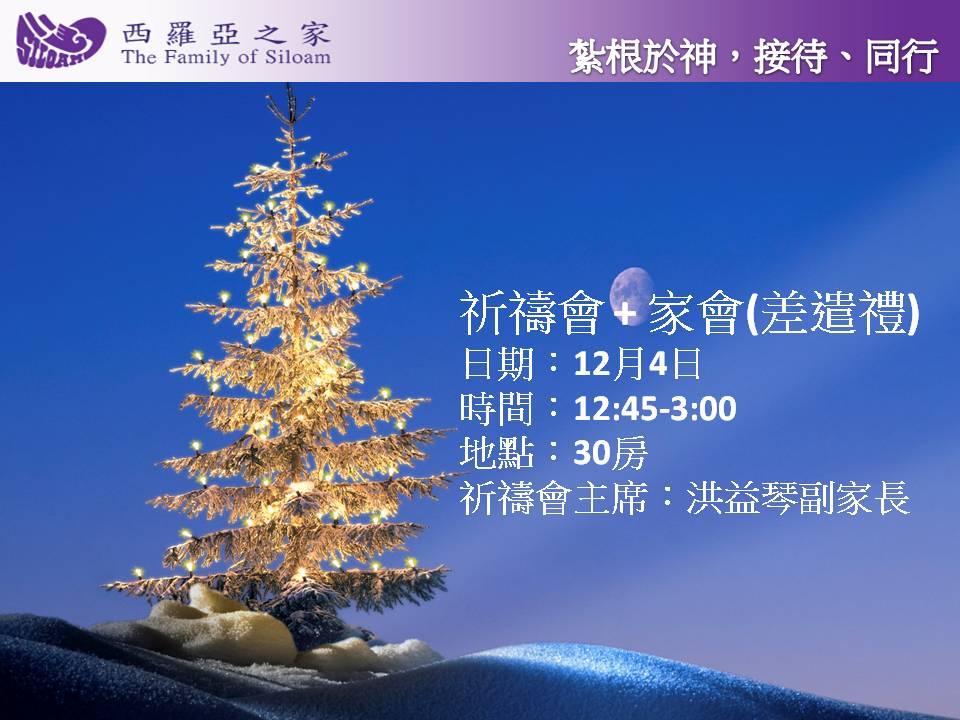 SILOAM
西羅亞之家
The Family of Siloam
紮根於神，接待、同行
祈禱會 + 家會(差遣禮)
日期：12月4日
時間：12:45-3:00
地點：30房
祈禱會主席：洪益琴副家長